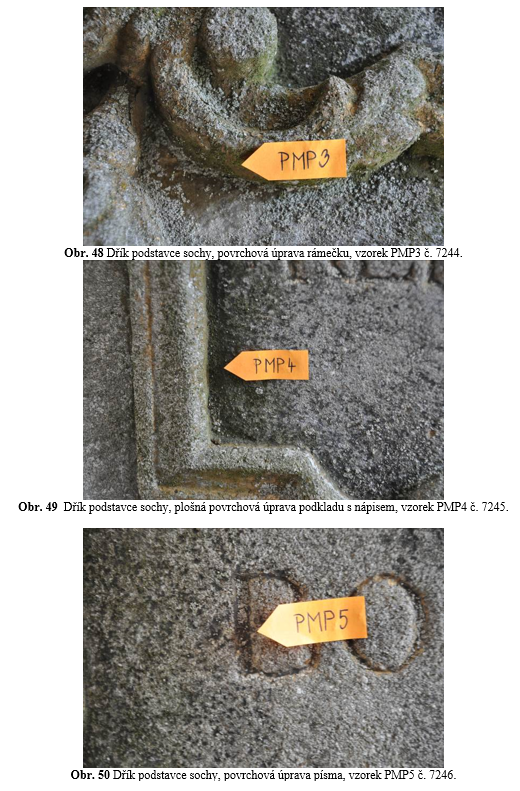 PMP3
Obr. 48 Dřík podstavce sochy, povrchová úprava rámečku, vzorek PMP3 č. 7244.
PMP4
Obr. 49 Dřík podstavce sochy, plošná povrchová úprava podkladu s nápisem, vzorek PMP4 č. 7245.
PMP5
BO
Obr. 50 Dřík podstavce sochy, povrchová úprava písma, vzorek PMP5 č. 7246.